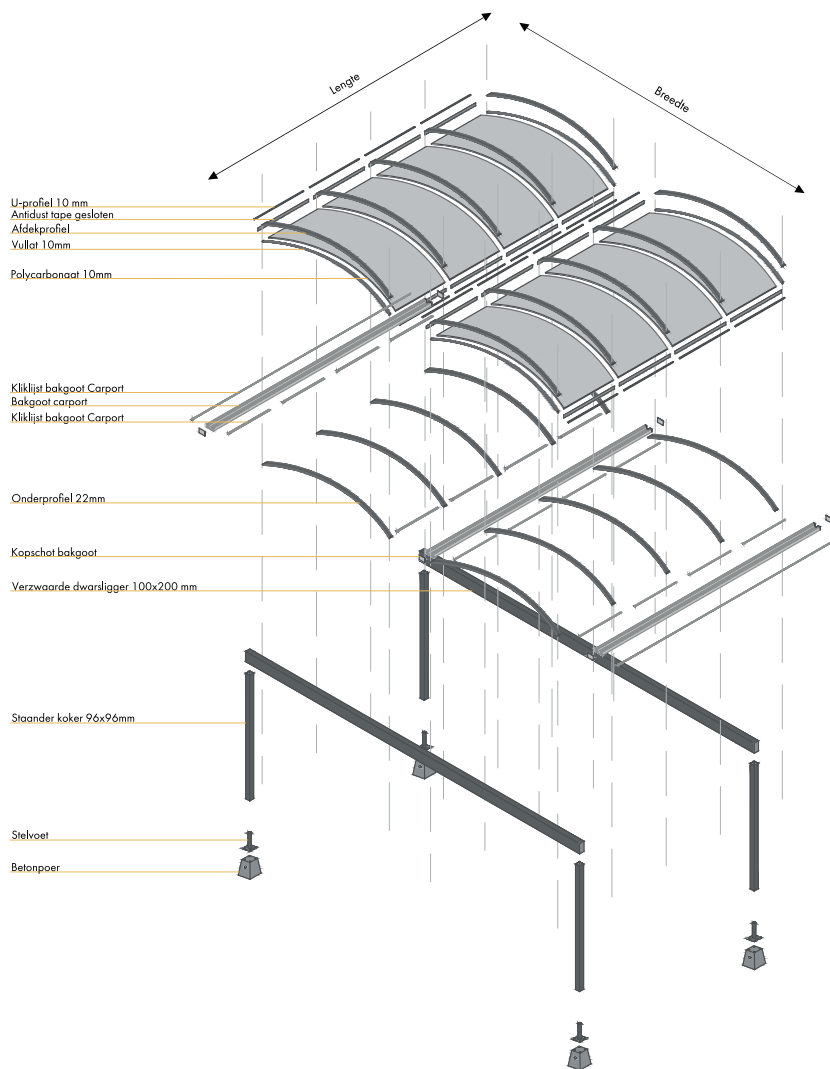 Lengte
Breedte
U-profiel 10 mm
Antidust tape gesloten
Afdekprofiel
Vullat 10mm
Polycarbonaat 10mm
Kliklijst bakgoot Carport
Bakgoot carport
Kliklijst bakgoot Carport
Onderprofiel 22mm
Kopschot bakgoot
Verzwaarde dwarsligger 100x200 mm
Staander koker 96x96mm
Stelvoet
Betonpoer